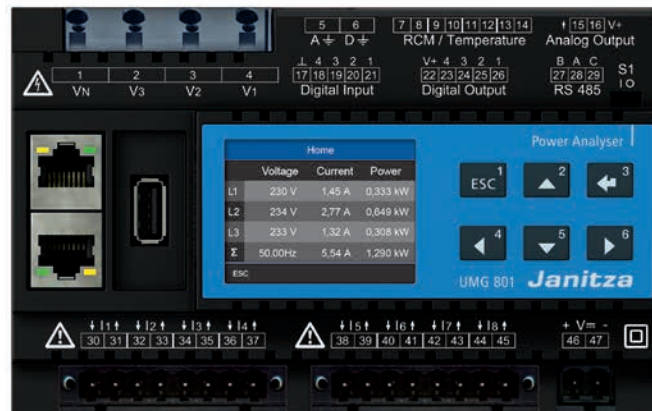 5 6 7 8 9 10 11 12 13 14 ↑ 15 16 V+
A⏚ D⏚ RCM / Temperature Analog Output
⊥ 4 3 2 1 V+ 4 3 2 1 B A C S1
1 2 3 4 17 18 19 20 21 22 23 24 25 26 27 28 29 I O
VN V3 V2 V1 Digital Input Digital Output RS 485
Home
Power Analyser
Voltage Current Power
L1 230 V 1,45 A 0,333 kW
L2 234 V 2,77 A 0,649 kW
L3 233 V 1,32 A 0,308 kW
Σ 50.00Hz 5,54 A 1,290 kW
ESC
ESC 1 2 3
4 5 6
UMG 801 Janitza
↓ I1 ↑ ↓ I2 ↑ ↓ I3 ↑ ↓ I4 ↑ ↓ I5 ↑ ↓ I6 ↑ ↓ I7 ↑ ↓ I8 ↑ + V= -
30 31 32 33 34 35 36 37 38 39 40 41 42 43 44 45 46 47